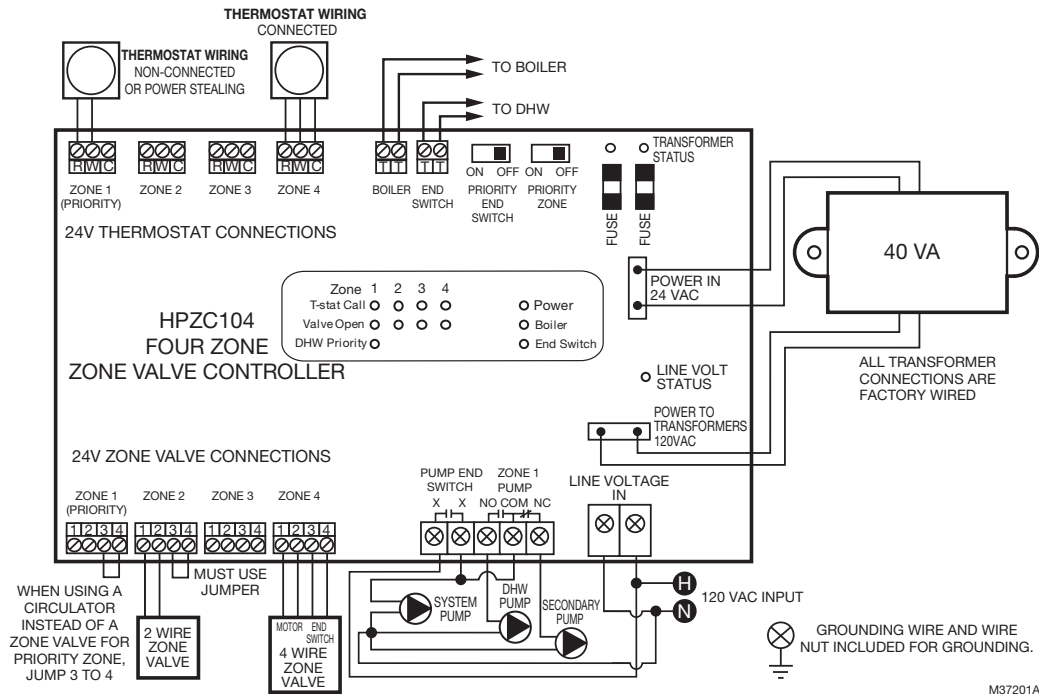 THERMOSTAT WIRING
CONNECTED
THERMOSTAT WIRING
NON-CONNECTED
OR POWER STEALING
TO BOILER
TO DHW
R W C
R W C
R W C
R W C
T T
T T
ZONE 1
(PRIORITY)
ZONE 2
ZONE 3
ZONE 4
BOILER
END
SWITCH
ON OFF
PRIORITY
END
SWITCH
ON OFF
PRIORITY
ZONE
TRANSFORMER
STATUS
FUSE
FUSE
24V THERMOSTAT CONNECTIONS
POWER IN
24 VAC
40 VA
ALL TRANSFORMER
CONNECTIONS ARE
FACTORY WIRED
Zone 1 2 3 4
T-stat Call
Valve Open
DHW Priority
Power
Boiler
End Switch
HPZC104
FOUR ZONE
ZONE VALVE CONTROLLER
LINE VOLT
STATUS
POWER TO
TRANSFORMERS
120VAC
24V ZONE VALVE CONNECTIONS
ZONE 1
(PRIORITY)
ZONE 2
ZONE 3
ZONE 4
1 2 3 4
1 2 3 4
1 2 3 4
1 2 3 4
PUMP END
SWITCH
X X
ZONE 1
PUMP
NO COM NC
LINE VOLTAGE
IN
WHEN USING A
CIRCULATOR
INSTEAD OF A
ZONE VALVE FOR
PRIORITY ZONE,
JUMP 3 TO 4
MUST USE
JUMPER
2 WIRE
ZONE
VALVE
MOTOR
END
SWITCH
4 WIRE
ZONE
VALVE
SYSTEM
PUMP
DHW
PUMP
SECONDARY
PUMP
H
N
120 VAC INPUT
GROUNDING WIRE AND WIRE
NUT INCLUDED FOR GROUNDING.
M37201A